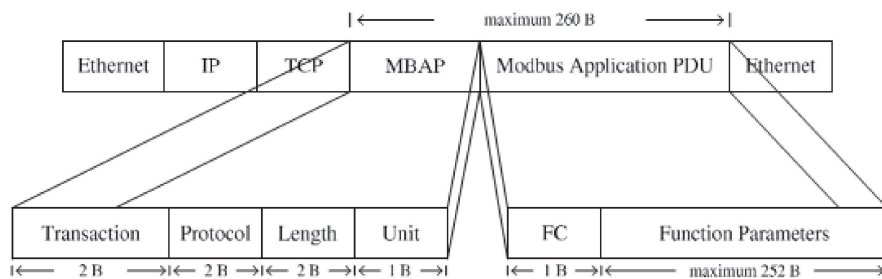 maximum 260 B
Ethernet IP TCP MBAP Modbus Application PDU Ethernet
Transaction Protocol Length Unit FC Function Parameters
2 B 2 B 2 B 1 B 1 B maximum 252 B